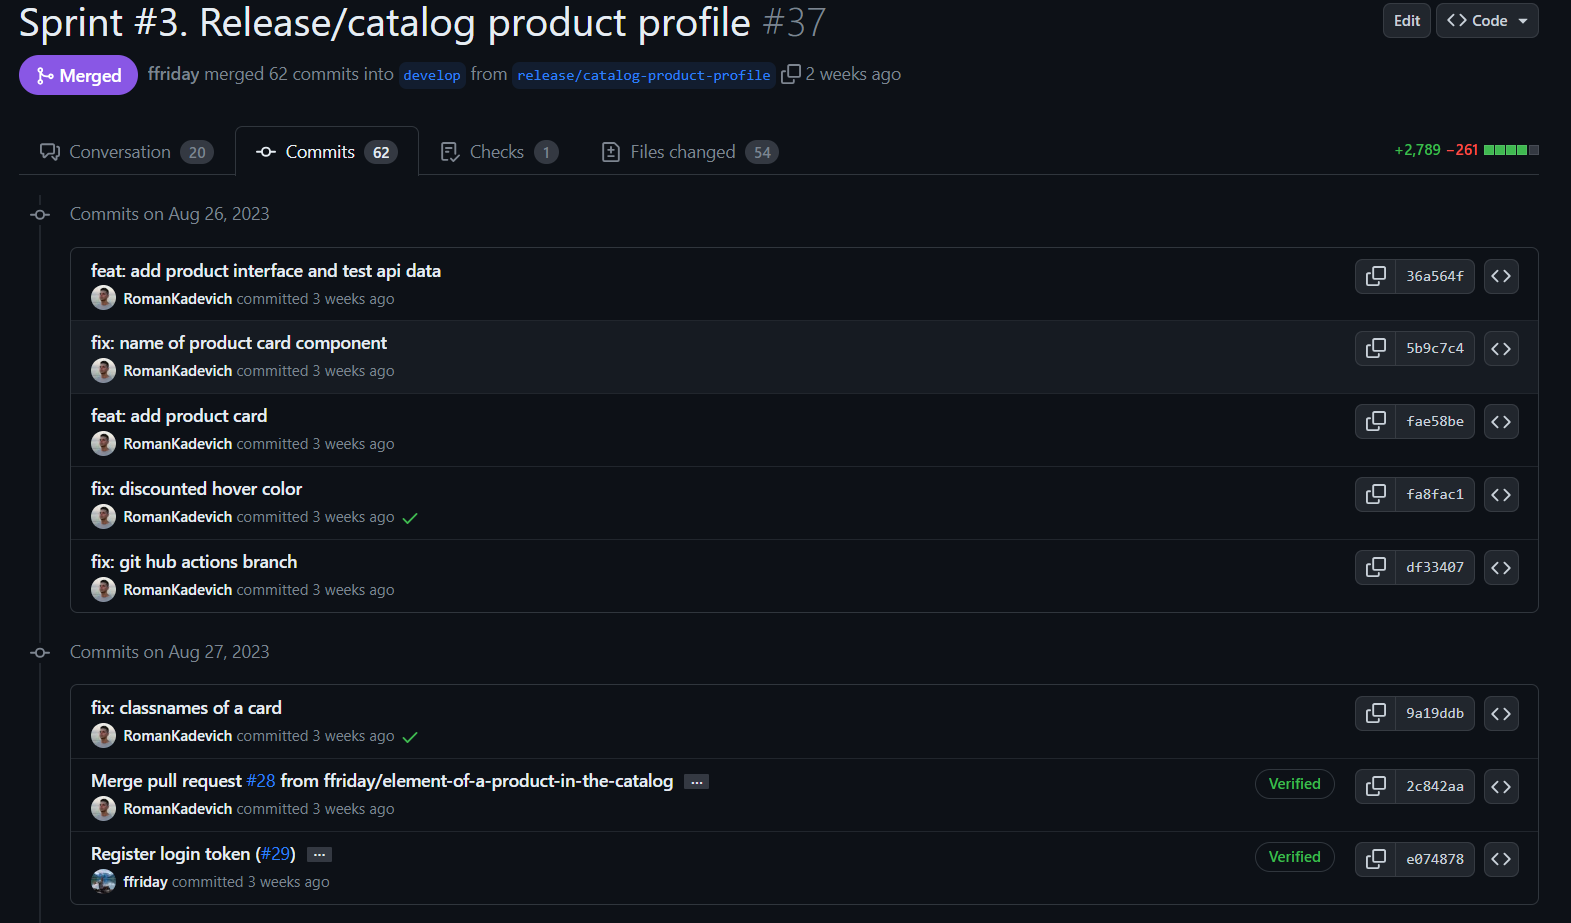 Sprint #3. Release/catalog product profile #37
Edit
Code
Merged
ffriday merged 62 commits into develop from release/catalog-product-profile 2 weeks ago
Conversation 20
Commits 62
Checks 1
Files changed 54
+2,789 −261
Commits on Aug 26, 2023
feat: add product interface and test api data
RomanKadevich committed 3 weeks ago
36a564f
fix: name of product card component
RomanKadevich committed 3 weeks ago
5b9c7c4
feat: add product card
RomanKadevich committed 3 weeks ago
fae58be
fix: discounted hover color
RomanKadevich committed 3 weeks ago
fa8fac1
fix: git hub actions branch
RomanKadevich committed 3 weeks ago
df33407
Commits on Aug 27, 2023
fix: classnames of a card
RomanKadevich committed 3 weeks ago
9a19ddb
Merge pull request #28 from ffriday/element-of-a-product-in-the-catalog …
RomanKadevich committed 3 weeks ago
Verified
2c842aa
Register login token (#29) …
ffriday committed 3 weeks ago
Verified
e074878